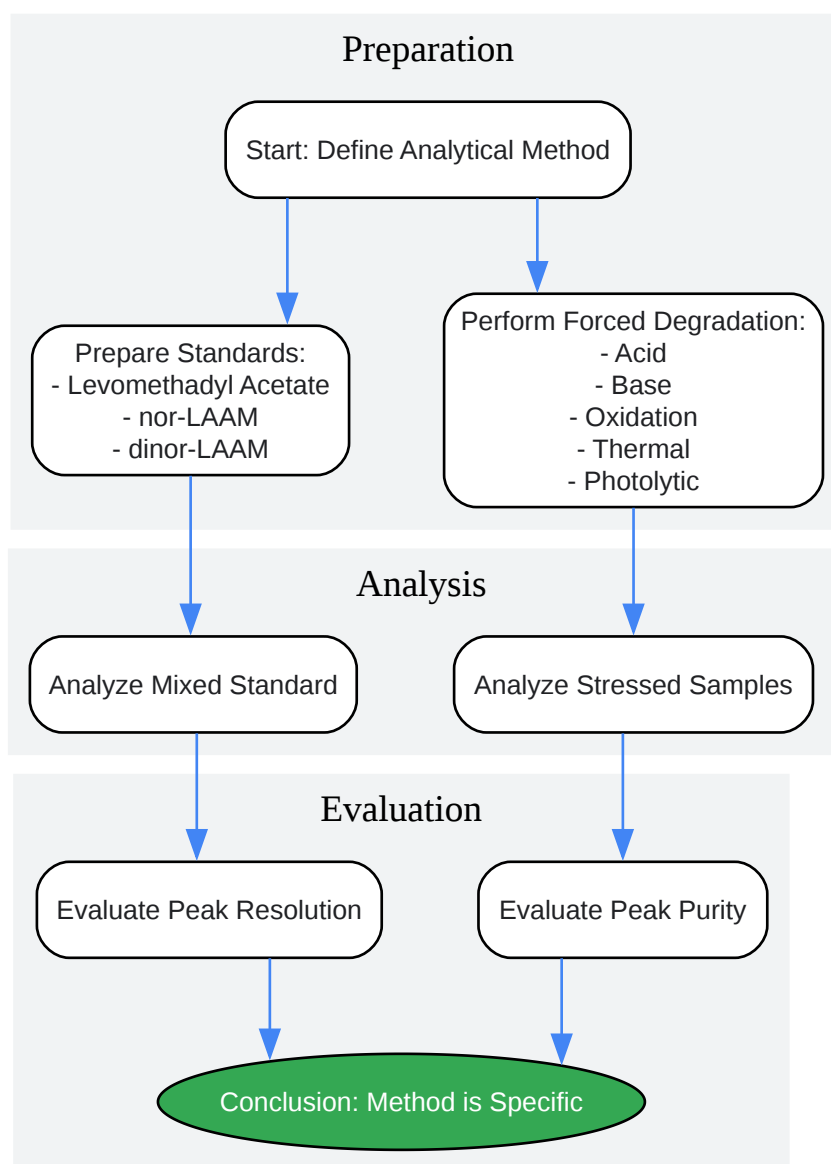 Preparation
Start: Define Analytical Method
Prepare Standards:
- Levomethadyl Acetate
- nor-LAAM
- dinor-LAAM
Perform Forced Degradation:
- Acid
- Base
- Oxidation
- Thermal
- Photolytic
Analysis
Analyze Mixed Standard
Analyze Stressed Samples
Evaluation
Evaluate Peak Resolution
Evaluate Peak Purity
Conclusion: Method is Specific